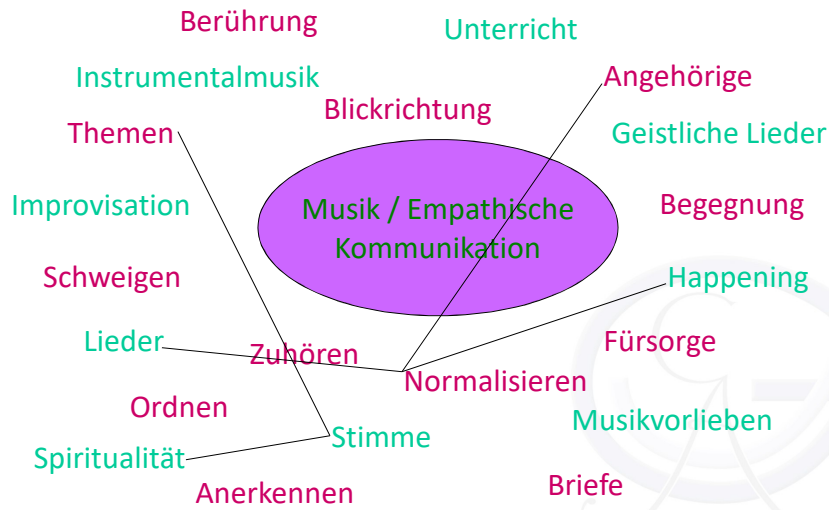 Berührung
Unterricht
Instrumentalmusik
Angehörige
Blickrichtung
Themen
Geistliche Lieder
Improvisation
Musik / Empathische
Kommunikation
Begegnung
Schweigen
Happening
Lieder
Zuhören
Fürsorge
Normalisieren
Ordnen
Musikvorlieben
Stimme
Spiritualität
Anerkennen
Briefe